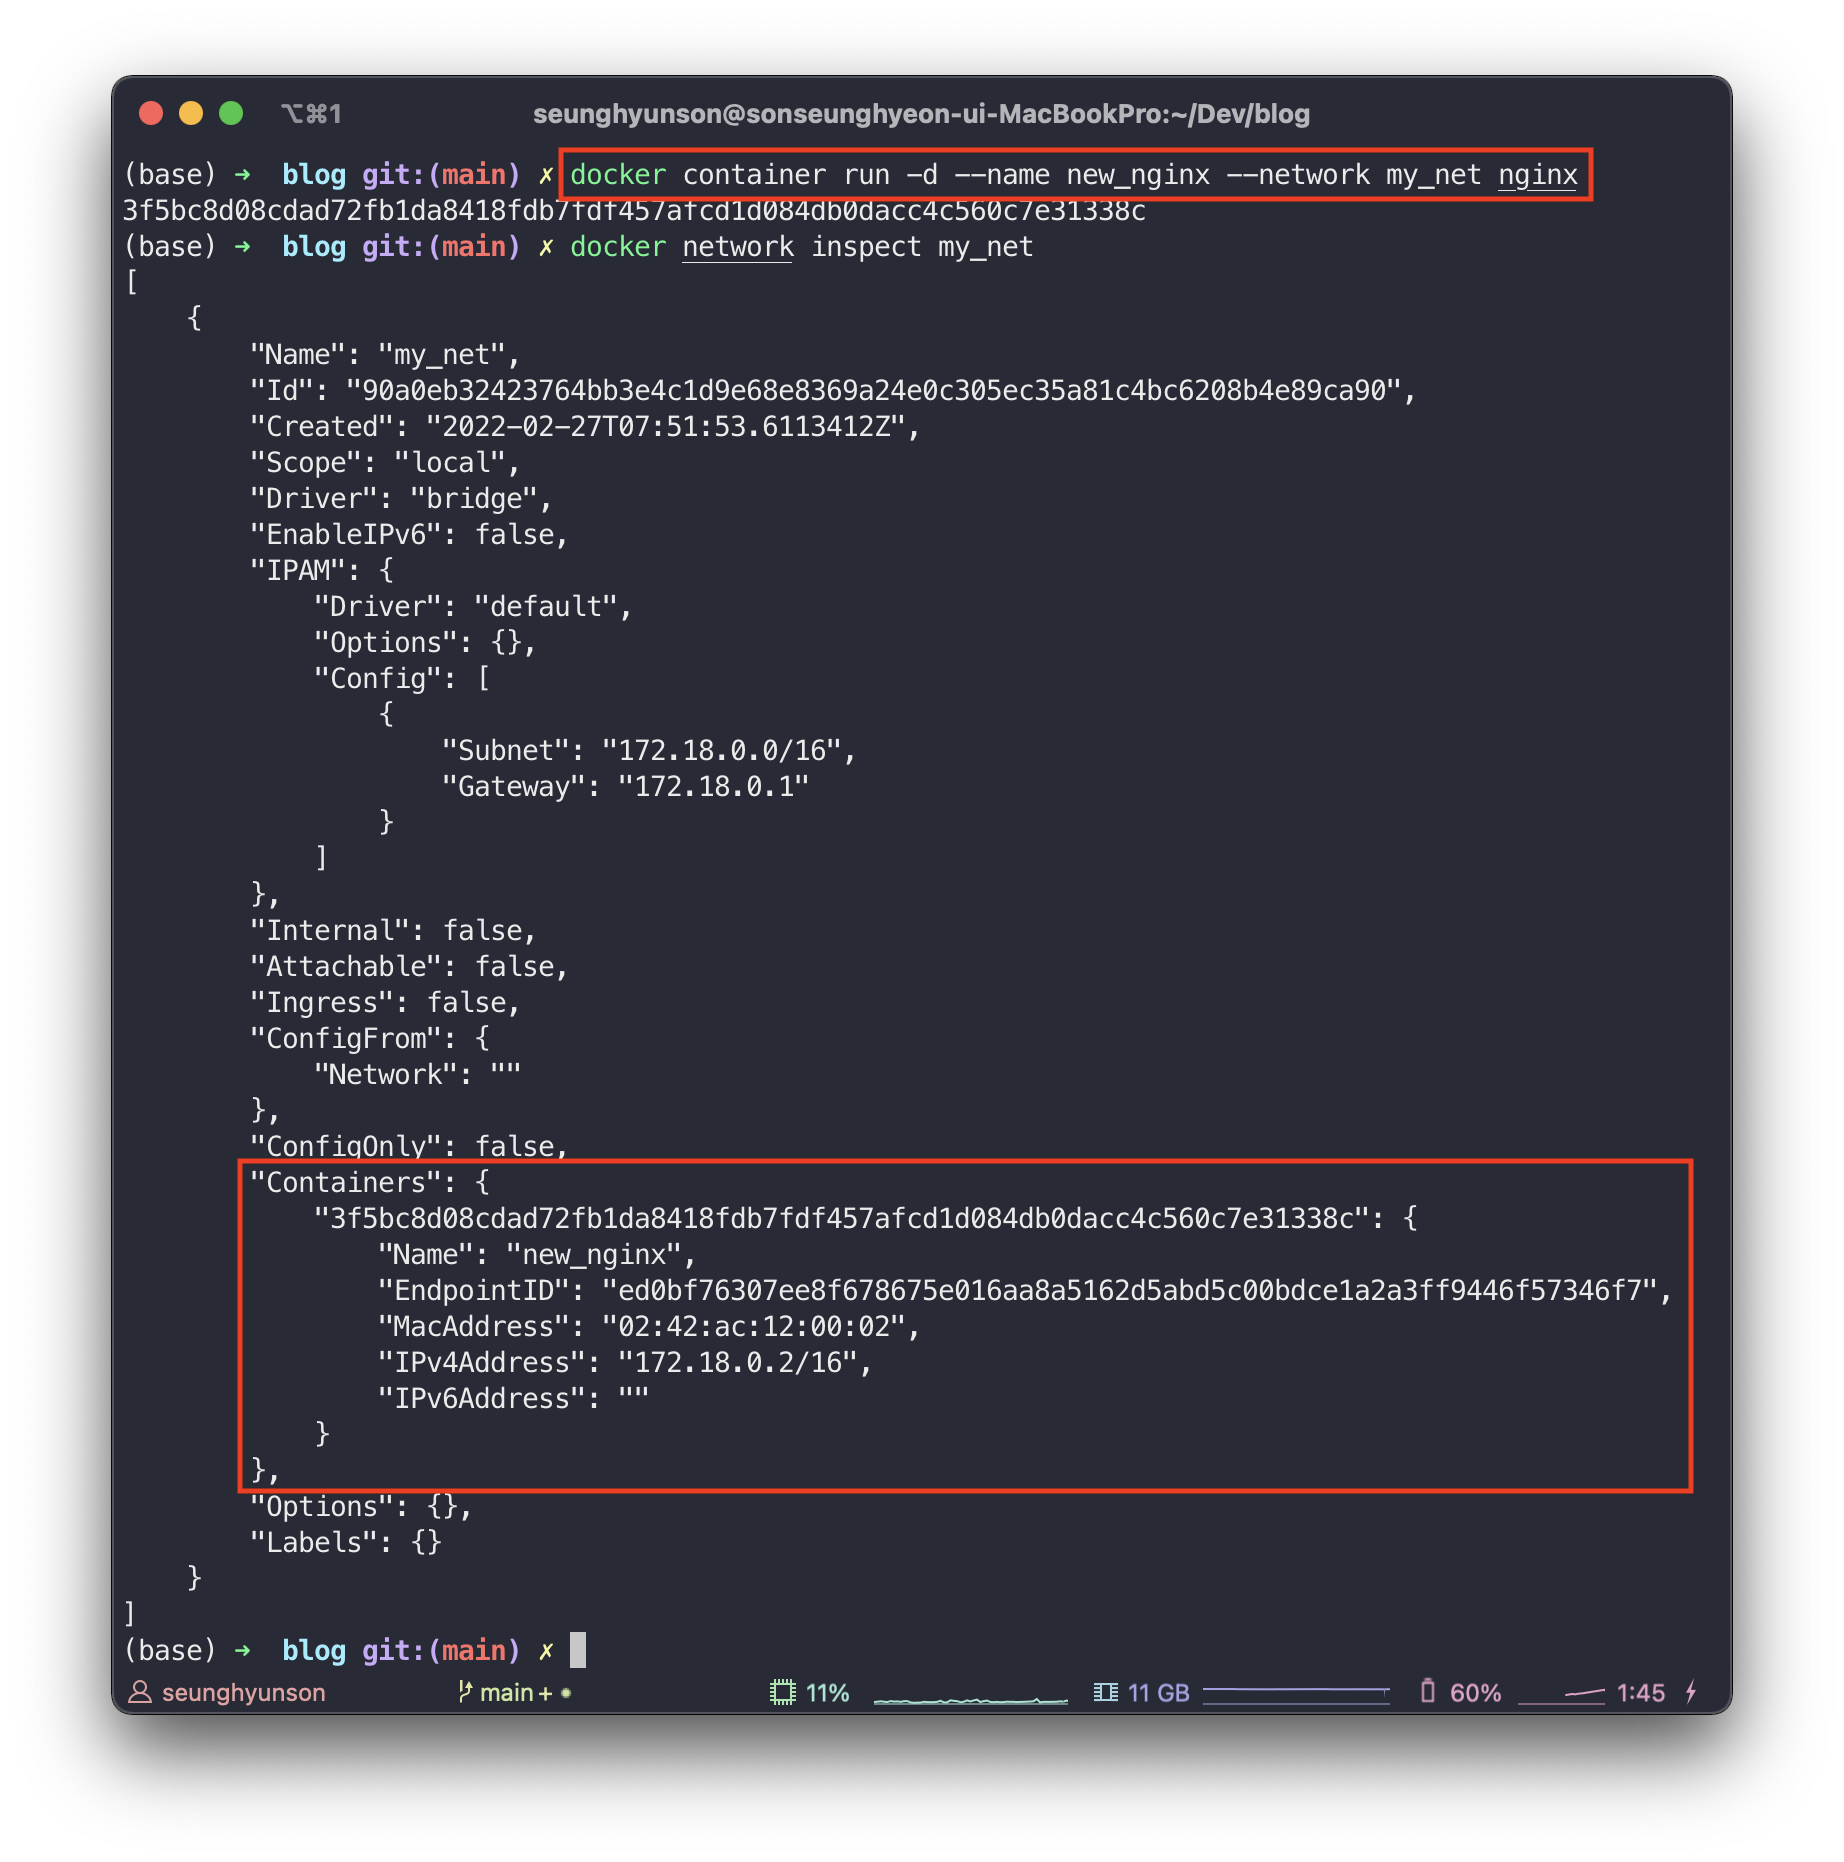 ⌥⌘1 seunghyunson@sonseunghyeon-ui-MacBookPro:~/Dev/blog
(base) ➜  blog git:(main) ✗ docker container run -d --name new_nginx --network my_net nginx
3f5bc8d08cdad72fb1da8418fdb7fdf457afcd1d084db0dacc4c560c7e31338c
(base) ➜  blog git:(main) ✗ docker network inspect my_net
[
    {
        "Name": "my_net",
        "Id": "90a0eb32423764bb3e4c1d9e68e8369a24e0c305ec35a81c4bc6208b4e89ca90",
        "Created": "2022-02-27T07:51:53.6113412Z",
        "Scope": "local",
        "Driver": "bridge",
        "EnableIPv6": false,
        "IPAM": {
            "Driver": "default",
            "Options": {},
            "Config": [
                {
                    "Subnet": "172.18.0.0/16",
                    "Gateway": "172.18.0.1"
                }
            ]
        },
        "Internal": false,
        "Attachable": false,
        "Ingress": false,
        "ConfigFrom": {
            "Network": ""
        },
        "ConfigOnly": false,
        "Containers": {
            "3f5bc8d08cdad72fb1da8418fdb7fdf457afcd1d084db0dacc4c560c7e31338c": {
                "Name": "new_nginx",
                "EndpointID": "ed0bf76307ee8f678675e016aa8a5162d5abd5c00bdce1a2a3ff9446f57346f7",
                "MacAddress": "02:42:ac:12:00:02",
                "IPv4Address": "172.18.0.2/16",
                "IPv6Address": ""
            }
        },
        "Options": {},
        "Labels": {}
    }
]
(base) ➜  blog git:(main) ✗
seunghyunson main+ 11% 11 GB 60% 1:45